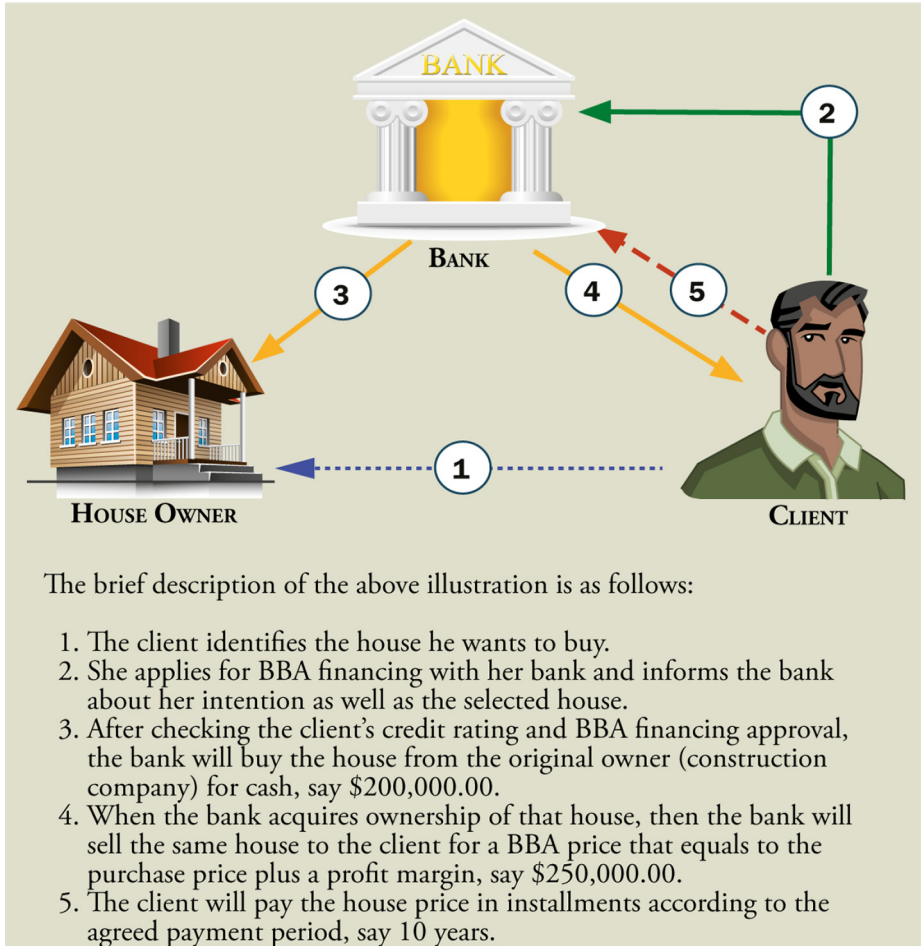 BANK
2
BANK
3
4
5
1
HOUSE OWNER
CLIENT
The brief description of the above illustration is as follows:
1. The client identifies the house he wants to buy.
2. She applies for BBA financing with her bank and informs the bank
about her intention as well as the selected house.
3. After checking the client's credit rating and BBA financing approval,
the bank will buy the house from the original owner (construction
company) for cash, say $200,000.00.
4. When the bank acquires ownership of that house, then the bank will
sell the same house to the client for a BBA price that equals to the
purchase price plus a profit margin, say $250,000.00.
5. The client will pay the house price in installments according to the
agreed payment period, say 10 years.